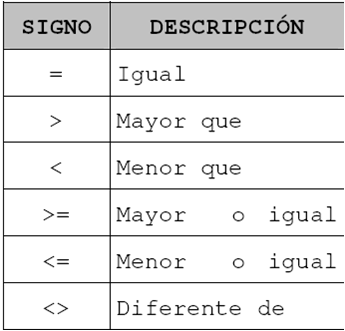 SIGNO DESCRIPCIÓN
= Igual
> Mayor que
< Menor que
>= Mayor o igual
<= Menor o igual
<> Diferente de